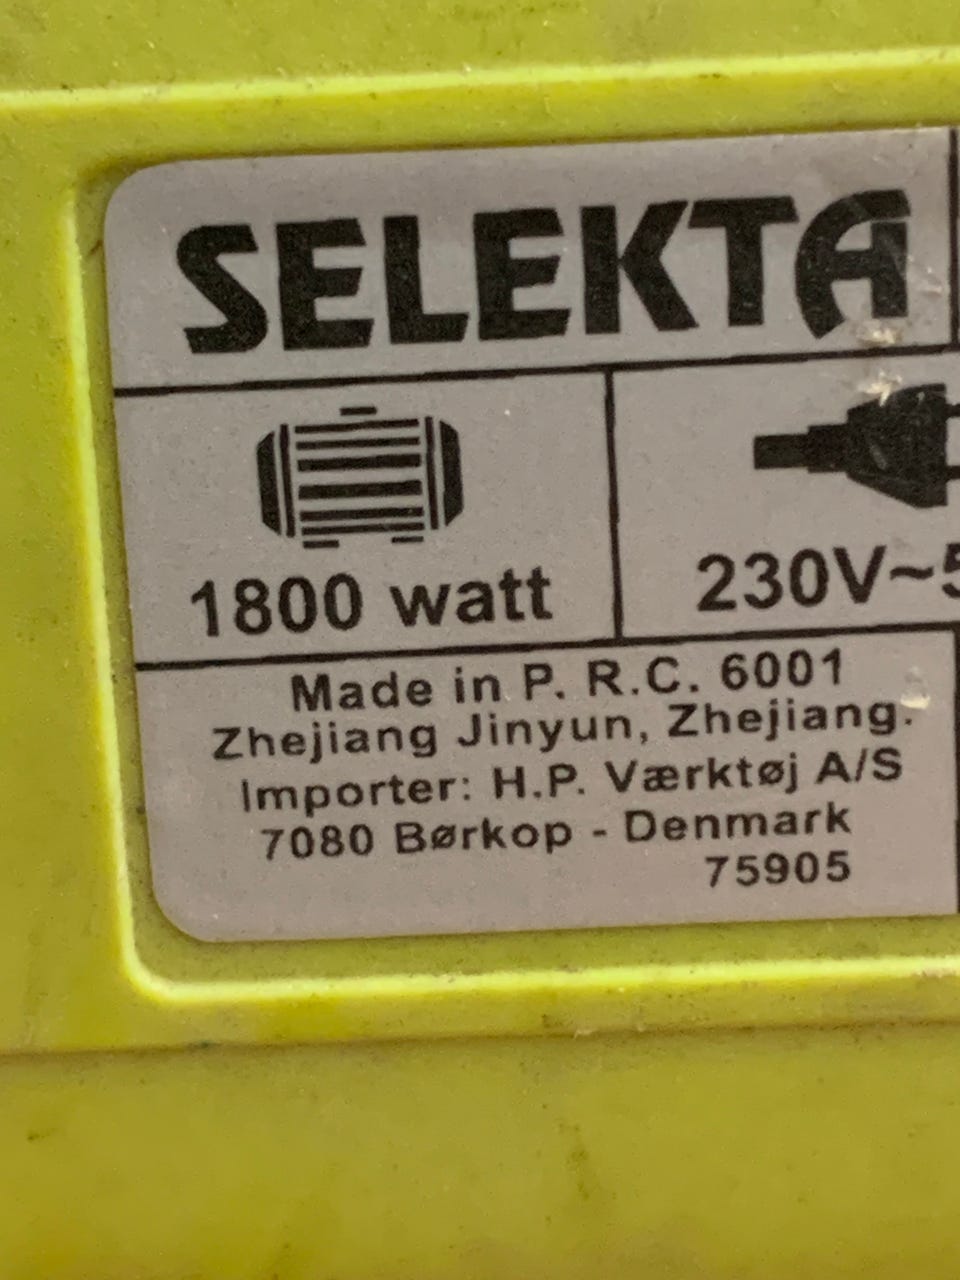 SELEKTA
1800 watt
230V~5
Made in P. R.C. 6001
Zhejiang Jinyun, Zhejiang.
Importer: H.P. Værktøj A/S
7080 Børkop - Denmark
75905